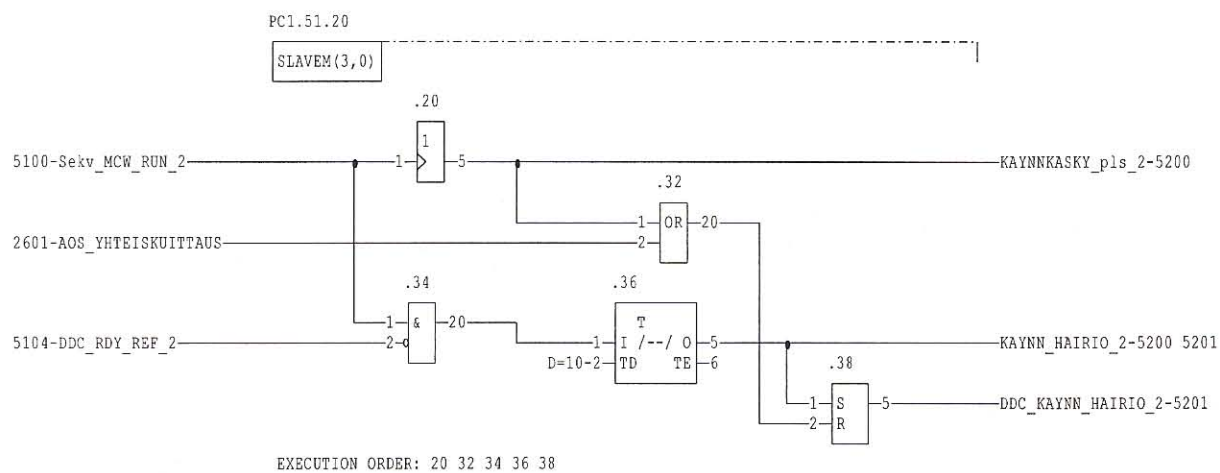 PC1.51.20
SLAVEM(3,0)
.20
1
5100-Sekv_MCW_RUN_2 1 5 KAYNNKASKY_pls_2-5200
.32
1 OR 20
2601-AOS_YHTEISKUITTAUS 2
.34 .36
1 & 20 T
5104-DDC_RDY_REF_2 2 1 I /--/ O 5 KAYNN_HAIRIO_2-5200 5201
D=10-2 TD TE 6 .38
1 S 5 DDC_KAYNN_HAIRIO_2-5201
2 R
EXECUTION ORDER: 20 32 34 36 38